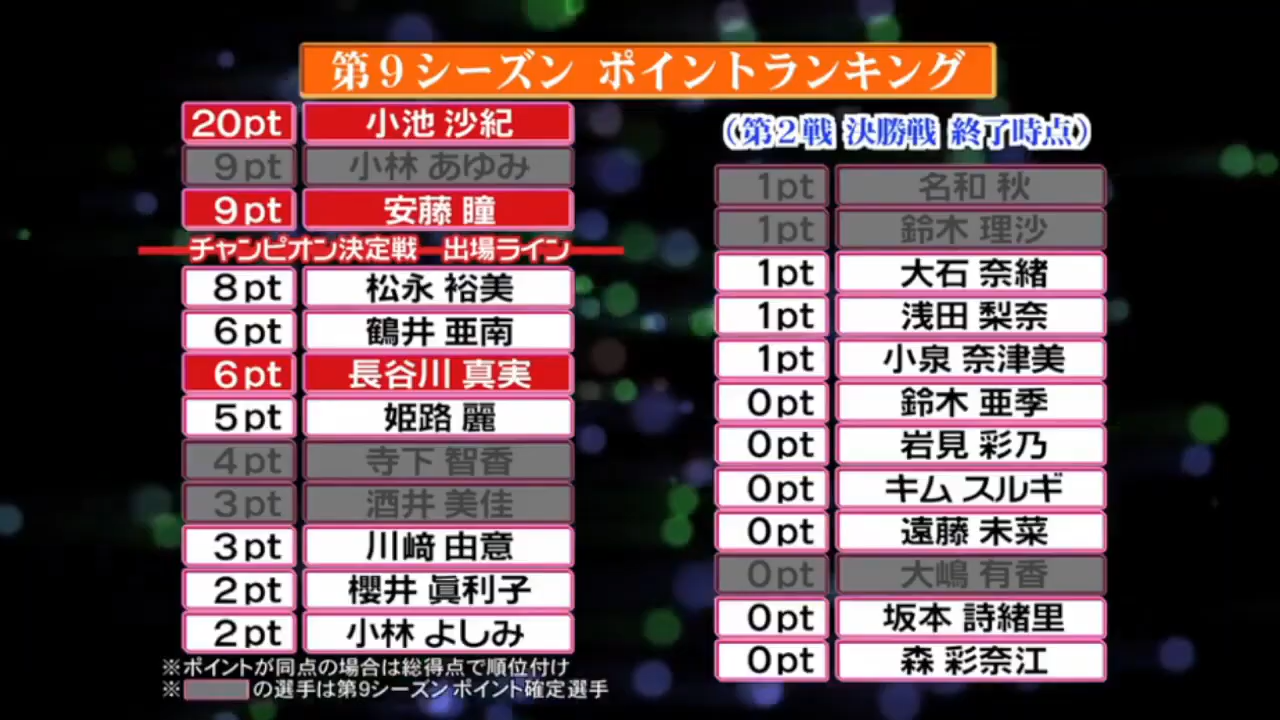 第９シーズン ポイントランキング
20pt 小池 沙紀
9pt 小林 あゆみ
9pt 安藤 瞳
チャンピオン決定戦 出場ライン
8pt 松永 裕美
6pt 鶴井 亜南
6pt 長谷川 真実
5pt 姫路 麗
4pt 寺下 智香
3pt 酒井 美佳
3pt 川﨑 由意
2pt 櫻井 眞利子
2pt 小林 よしみ
※ポイントが同点の場合は総得点で順位付け
※ の選手は第9シーズン ポイント確定選手
（第２戦 決勝戦 終了時点）
1pt 名和 秋
1pt 鈴木 理沙
1pt 大石 奈緒
1pt 浅田 梨奈
1pt 小泉 奈津美
0pt 鈴木 亜季
0pt 岩見 彩乃
0pt キム スルギ
0pt 遠藤 未菜
0pt 大嶋 有香
0pt 坂本 詩緒里
0pt 森 彩奈江